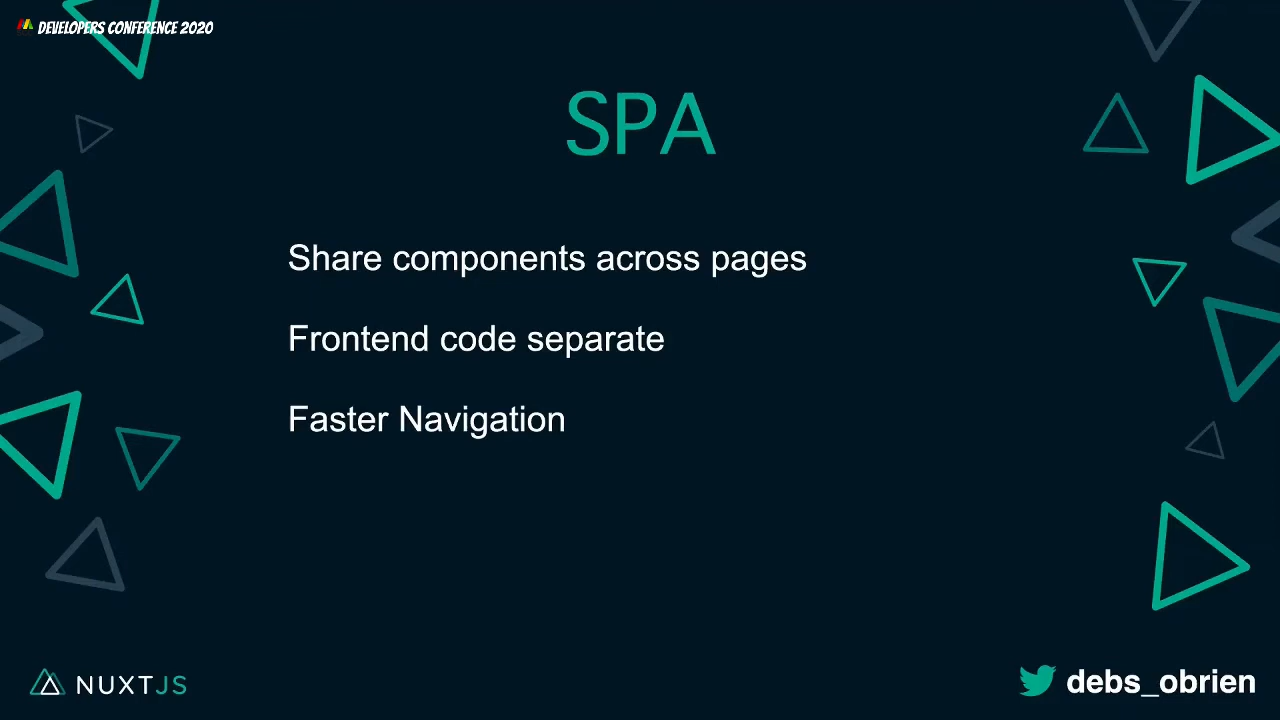 DEVELOPERS CONFERENCE 2020
SPA
Share components across pages
Frontend code separate
Faster Navigation
NUXTJS
debs_obrien